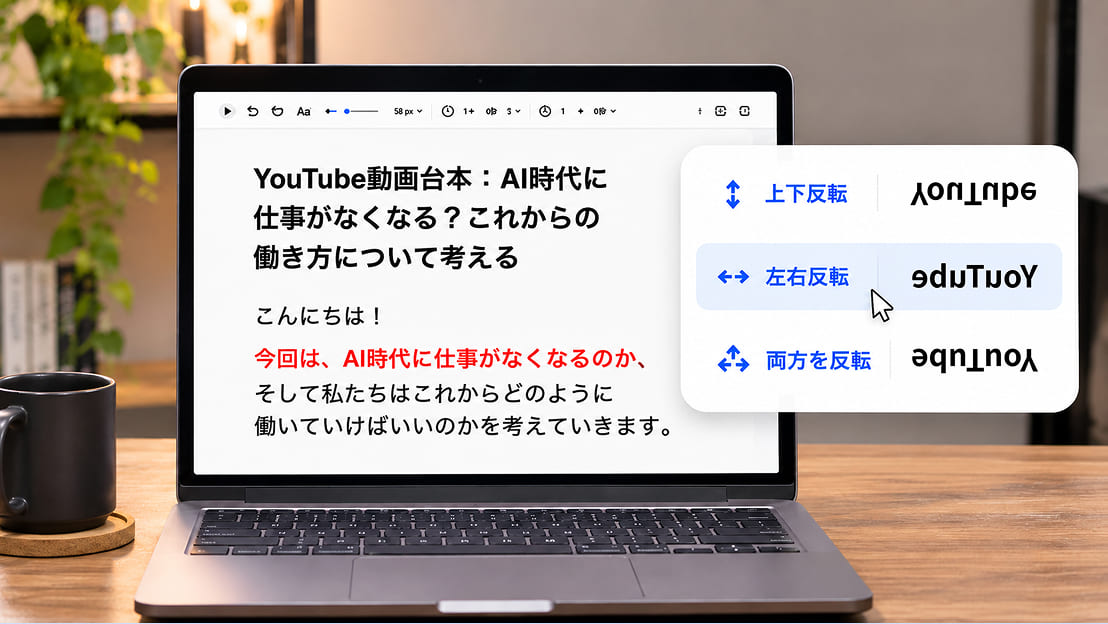 Aa
58 px
YouTube動画台本：AI時代に
仕事がなくなる？これからの
働き方について考える
こんにちは！
今回は、AI時代に仕事がなくなるのか、
そして私たちはこれからどのように
働いていけばいいのかを考えていきます。
上下反転
YouTube
左右反転
YouTube
両方を反転
YouTube